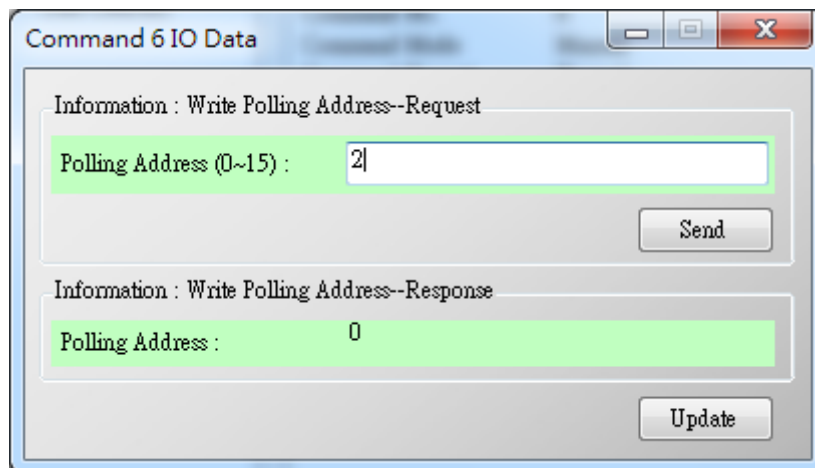 Command 6 IO Data
Information : Write Polling Address--Request
Polling Address (0~15) : 2
Send
Information : Write Polling Address--Response
Polling Address : 0
Update